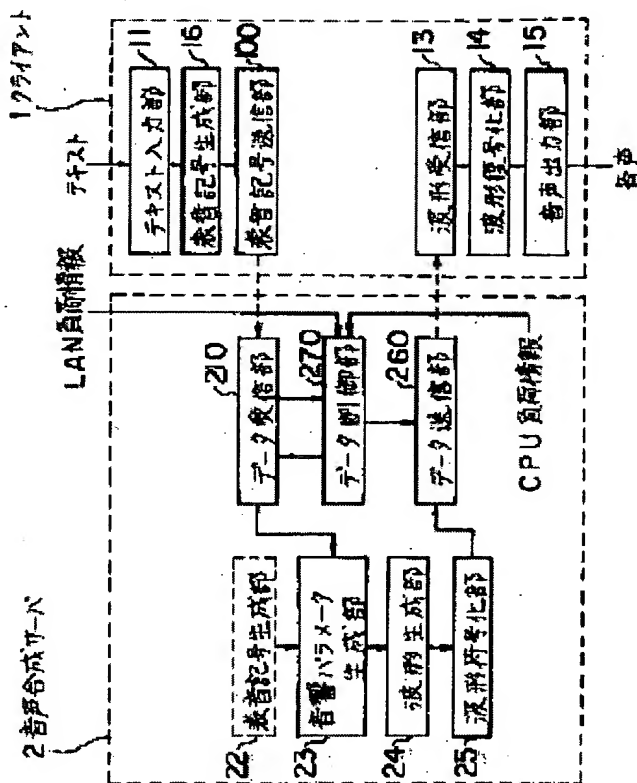 1クライアント
テキスト
11
テキスト入力部
16
表音記号生成部
100
表音記号送信部
13
波形受信部
14
波形復号化部
15
音声出力部
音声
LAN負荷情報
210
データ受信部
270
データ制御部
260
データ送信部
CPU負荷情報
2音声合成サーバ
表音記号生成部
22
音響パラメータ
生成部
23
波形生成部
24
波形符号化部
25